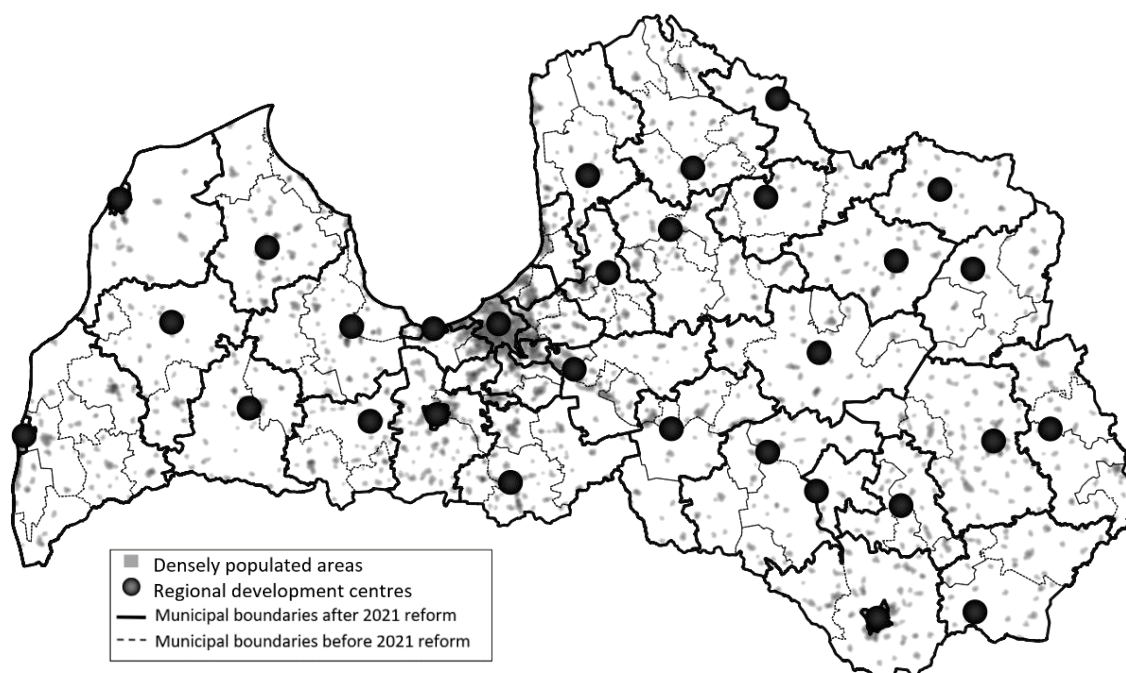 Densely populated areas
Regional development centres
Municipal boundaries after 2021 reform
Municipal boundaries before 2021 reform